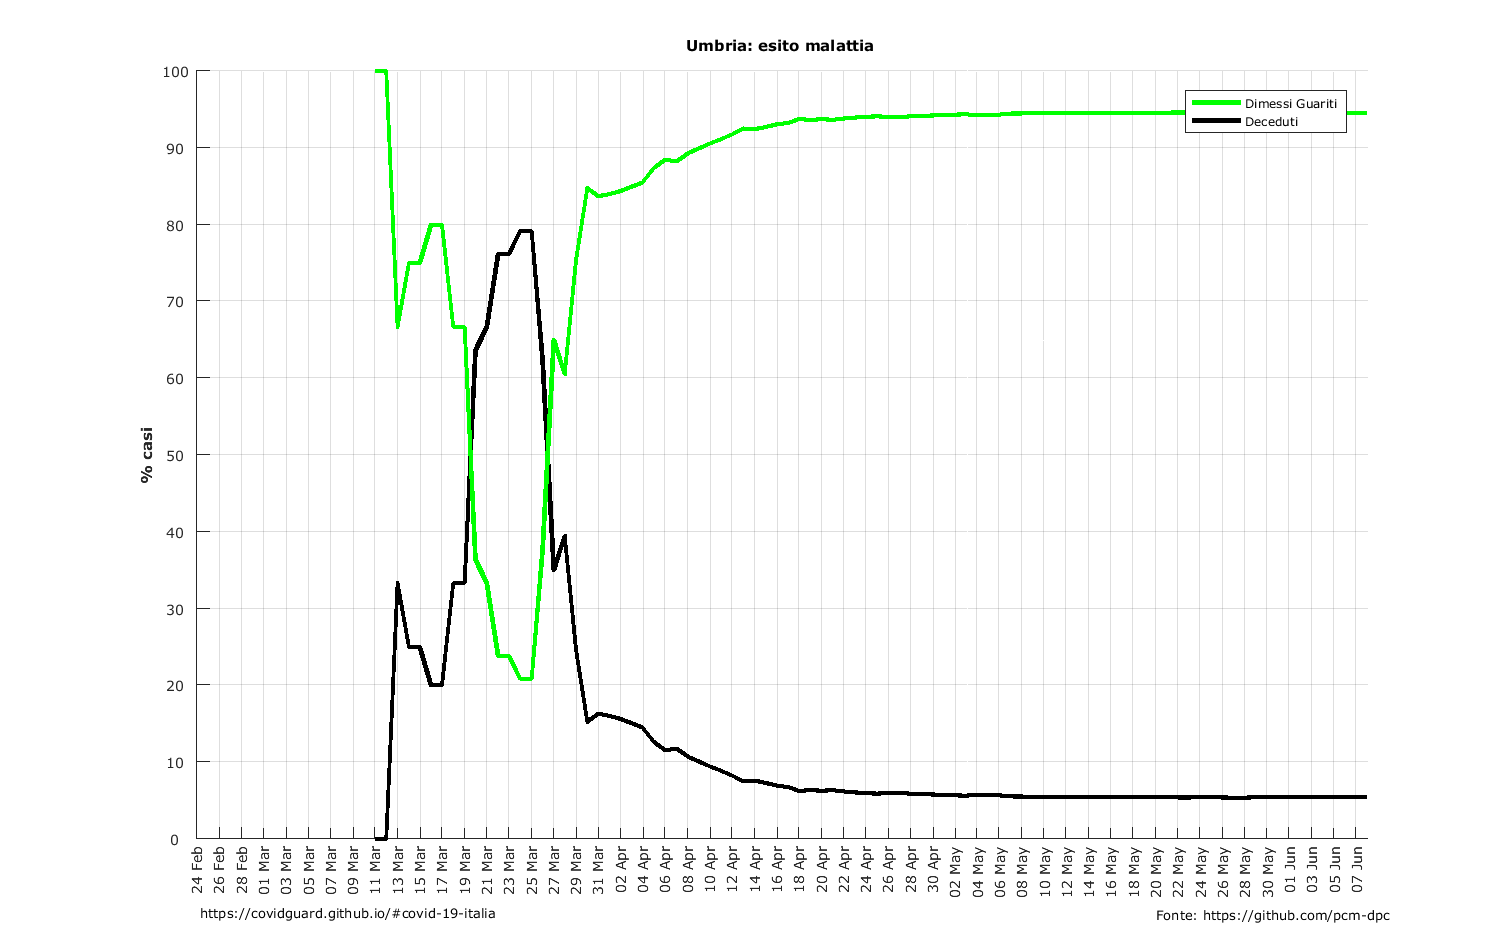 Umbria: esito malattia
Dimessi Guariti
Deceduti
% casi
100
90
80
70
60
50
40
30
20
10
0
24 Feb
26 Feb
28 Feb
01 Mar
03 Mar
05 Mar
07 Mar
09 Mar
11 Mar
13 Mar
15 Mar
17 Mar
19 Mar
21 Mar
23 Mar
25 Mar
27 Mar
29 Mar
31 Mar
02 Apr
04 Apr
06 Apr
08 Apr
10 Apr
12 Apr
14 Apr
16 Apr
18 Apr
20 Apr
22 Apr
24 Apr
26 Apr
28 Apr
30 Apr
02 May
04 May
06 May
08 May
10 May
12 May
14 May
16 May
18 May
20 May
22 May
24 May
26 May
28 May
30 May
01 Jun
03 Jun
05 Jun
07 Jun
https://covidguard.github.io/#covid-19-italia
Fonte: https://github.com/pcm-dpc